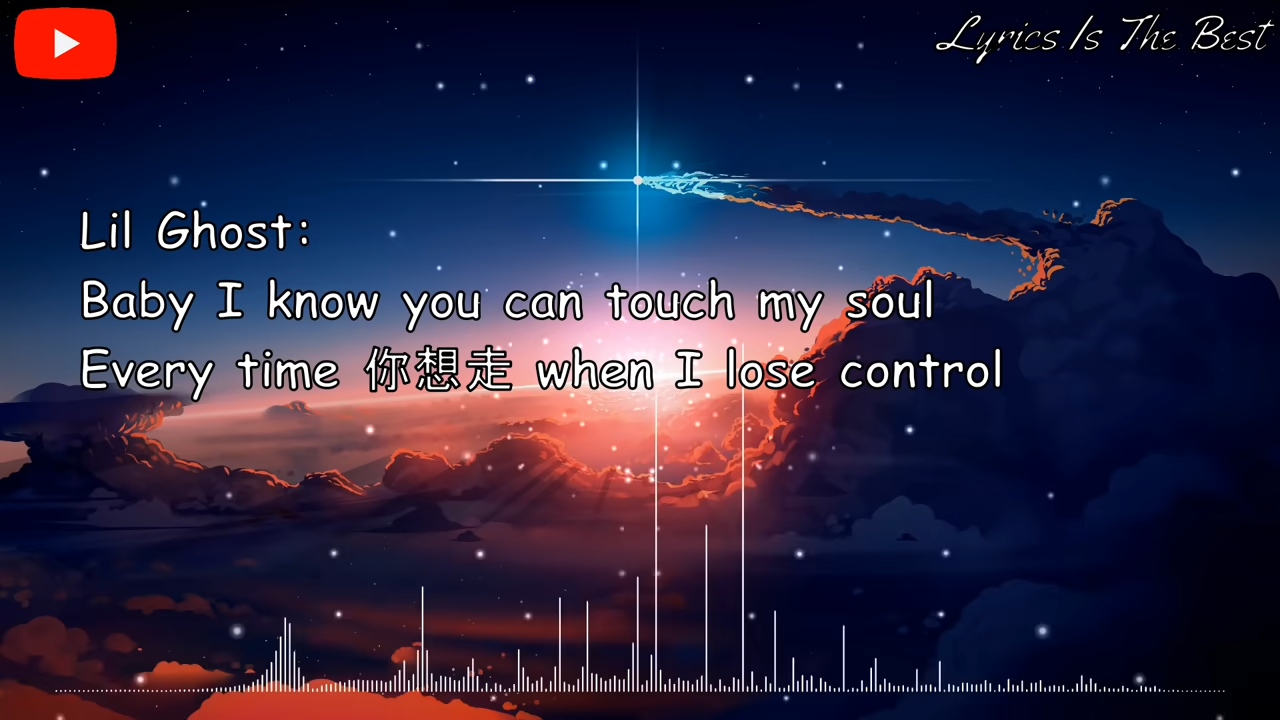 Lyrics Is The Best
Lil Ghost:
Baby I know you can touch my soul
Every time 你想走 when I lose control